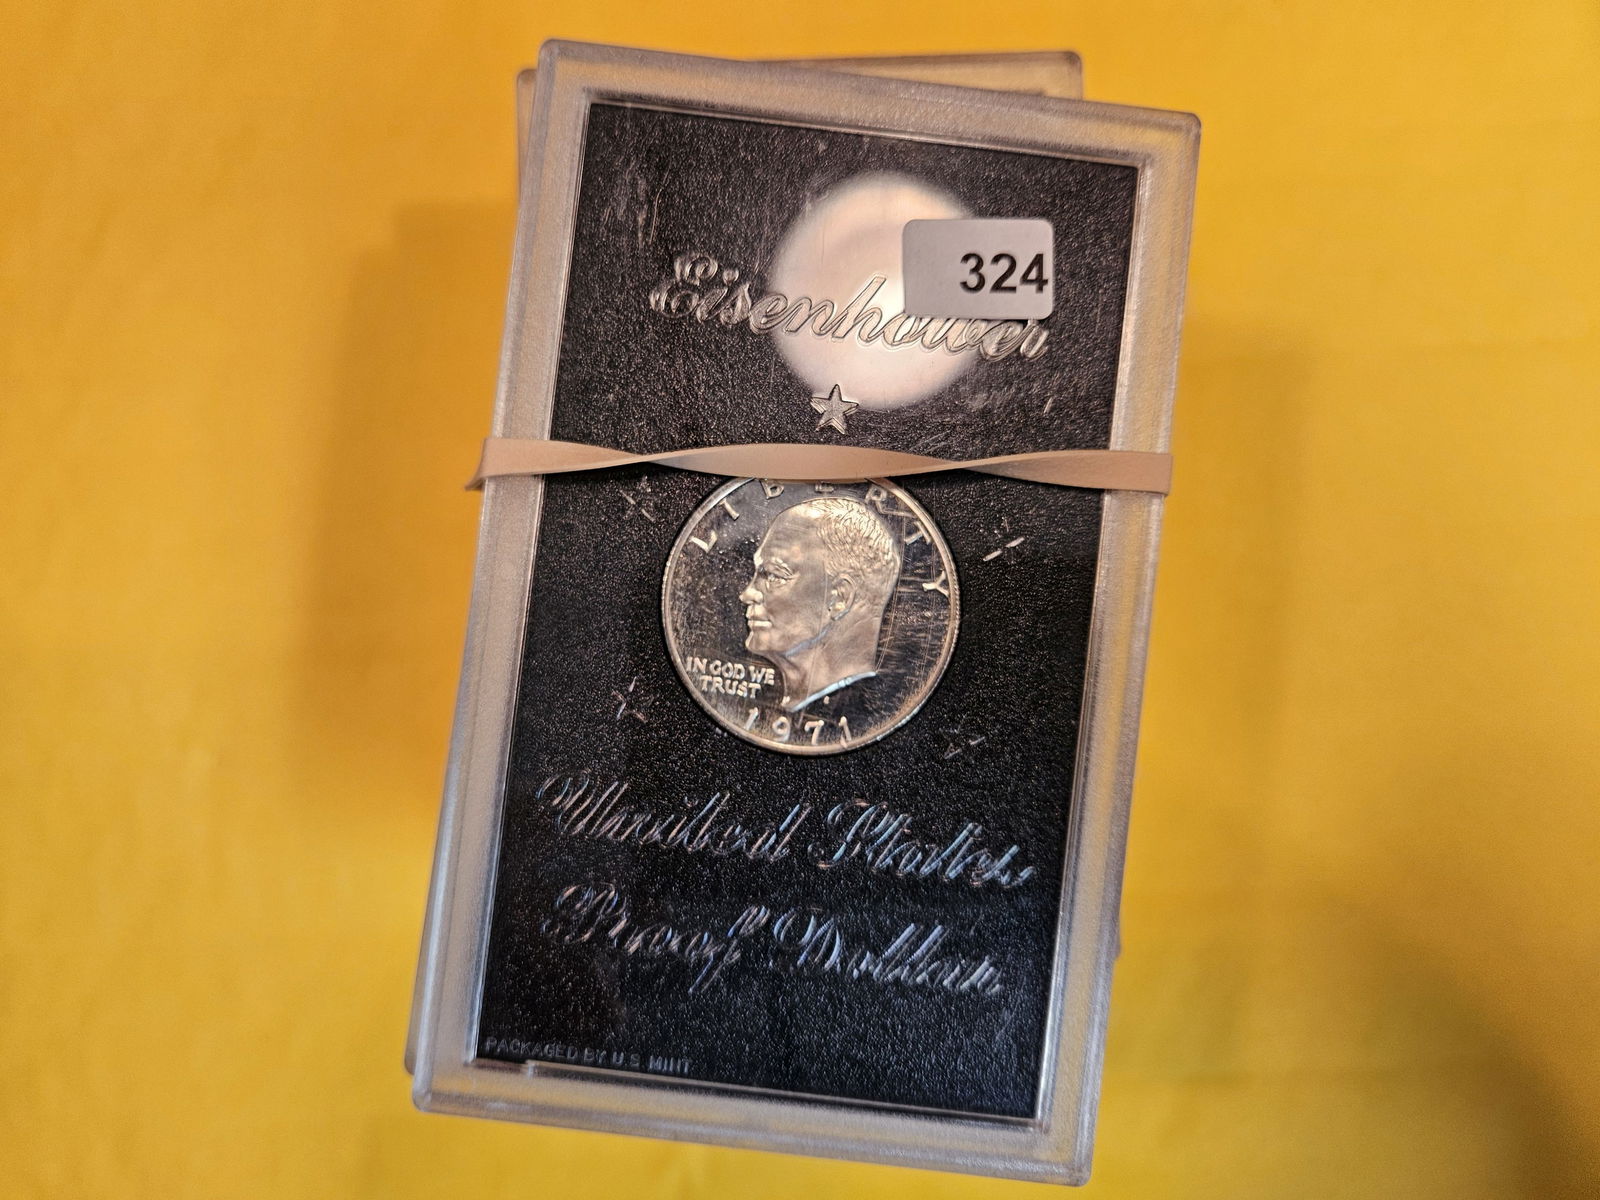 324
Eisenhower
LIBERTY
IN GOD WE
TRUST
1971
United States
Proof Dollar
PACKAGED BY U.S. MINT